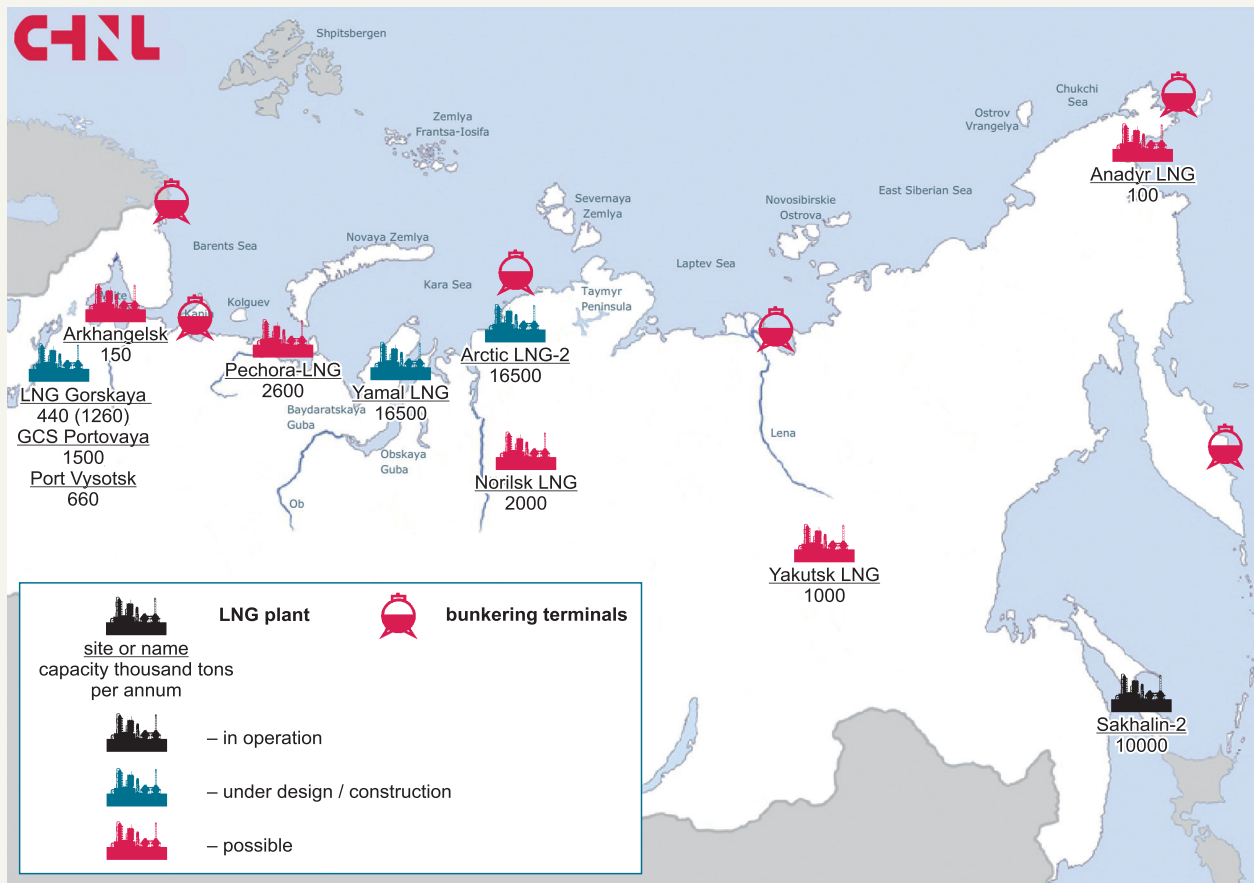 CHNL
Shpitsbergen
Zemlya
Frantsa-Iosifa
Chukchi
Sea
Ostrov
Vrangelya
Anadyr LNG
100
East Siberian Sea
Severnaya
Zemlya
Novosibirskie
Ostrova
Barents Sea
Novaya Zemlya
Laptev Sea
Kara Sea
Taymyr
Peninsula
Kolguev
Kanin
Arkhangelsk
150
Pechora-LNG
2600
Yamal LNG
16500
Arctic LNG-2
16500
LNG Gorskaya
440 (1260)
GCS Portovaya
1500
Port Vysotsk
660
Baydaratskaya
Guba
Obskaya
Guba
Ob
Norilsk LNG
2000
Lena
Yakutsk LNG
1000
Sakhalin-2
10000
LNG plant
bunkering terminals
site or name
capacity thousand tons
per annum
– in operation
– under design / construction
– possible